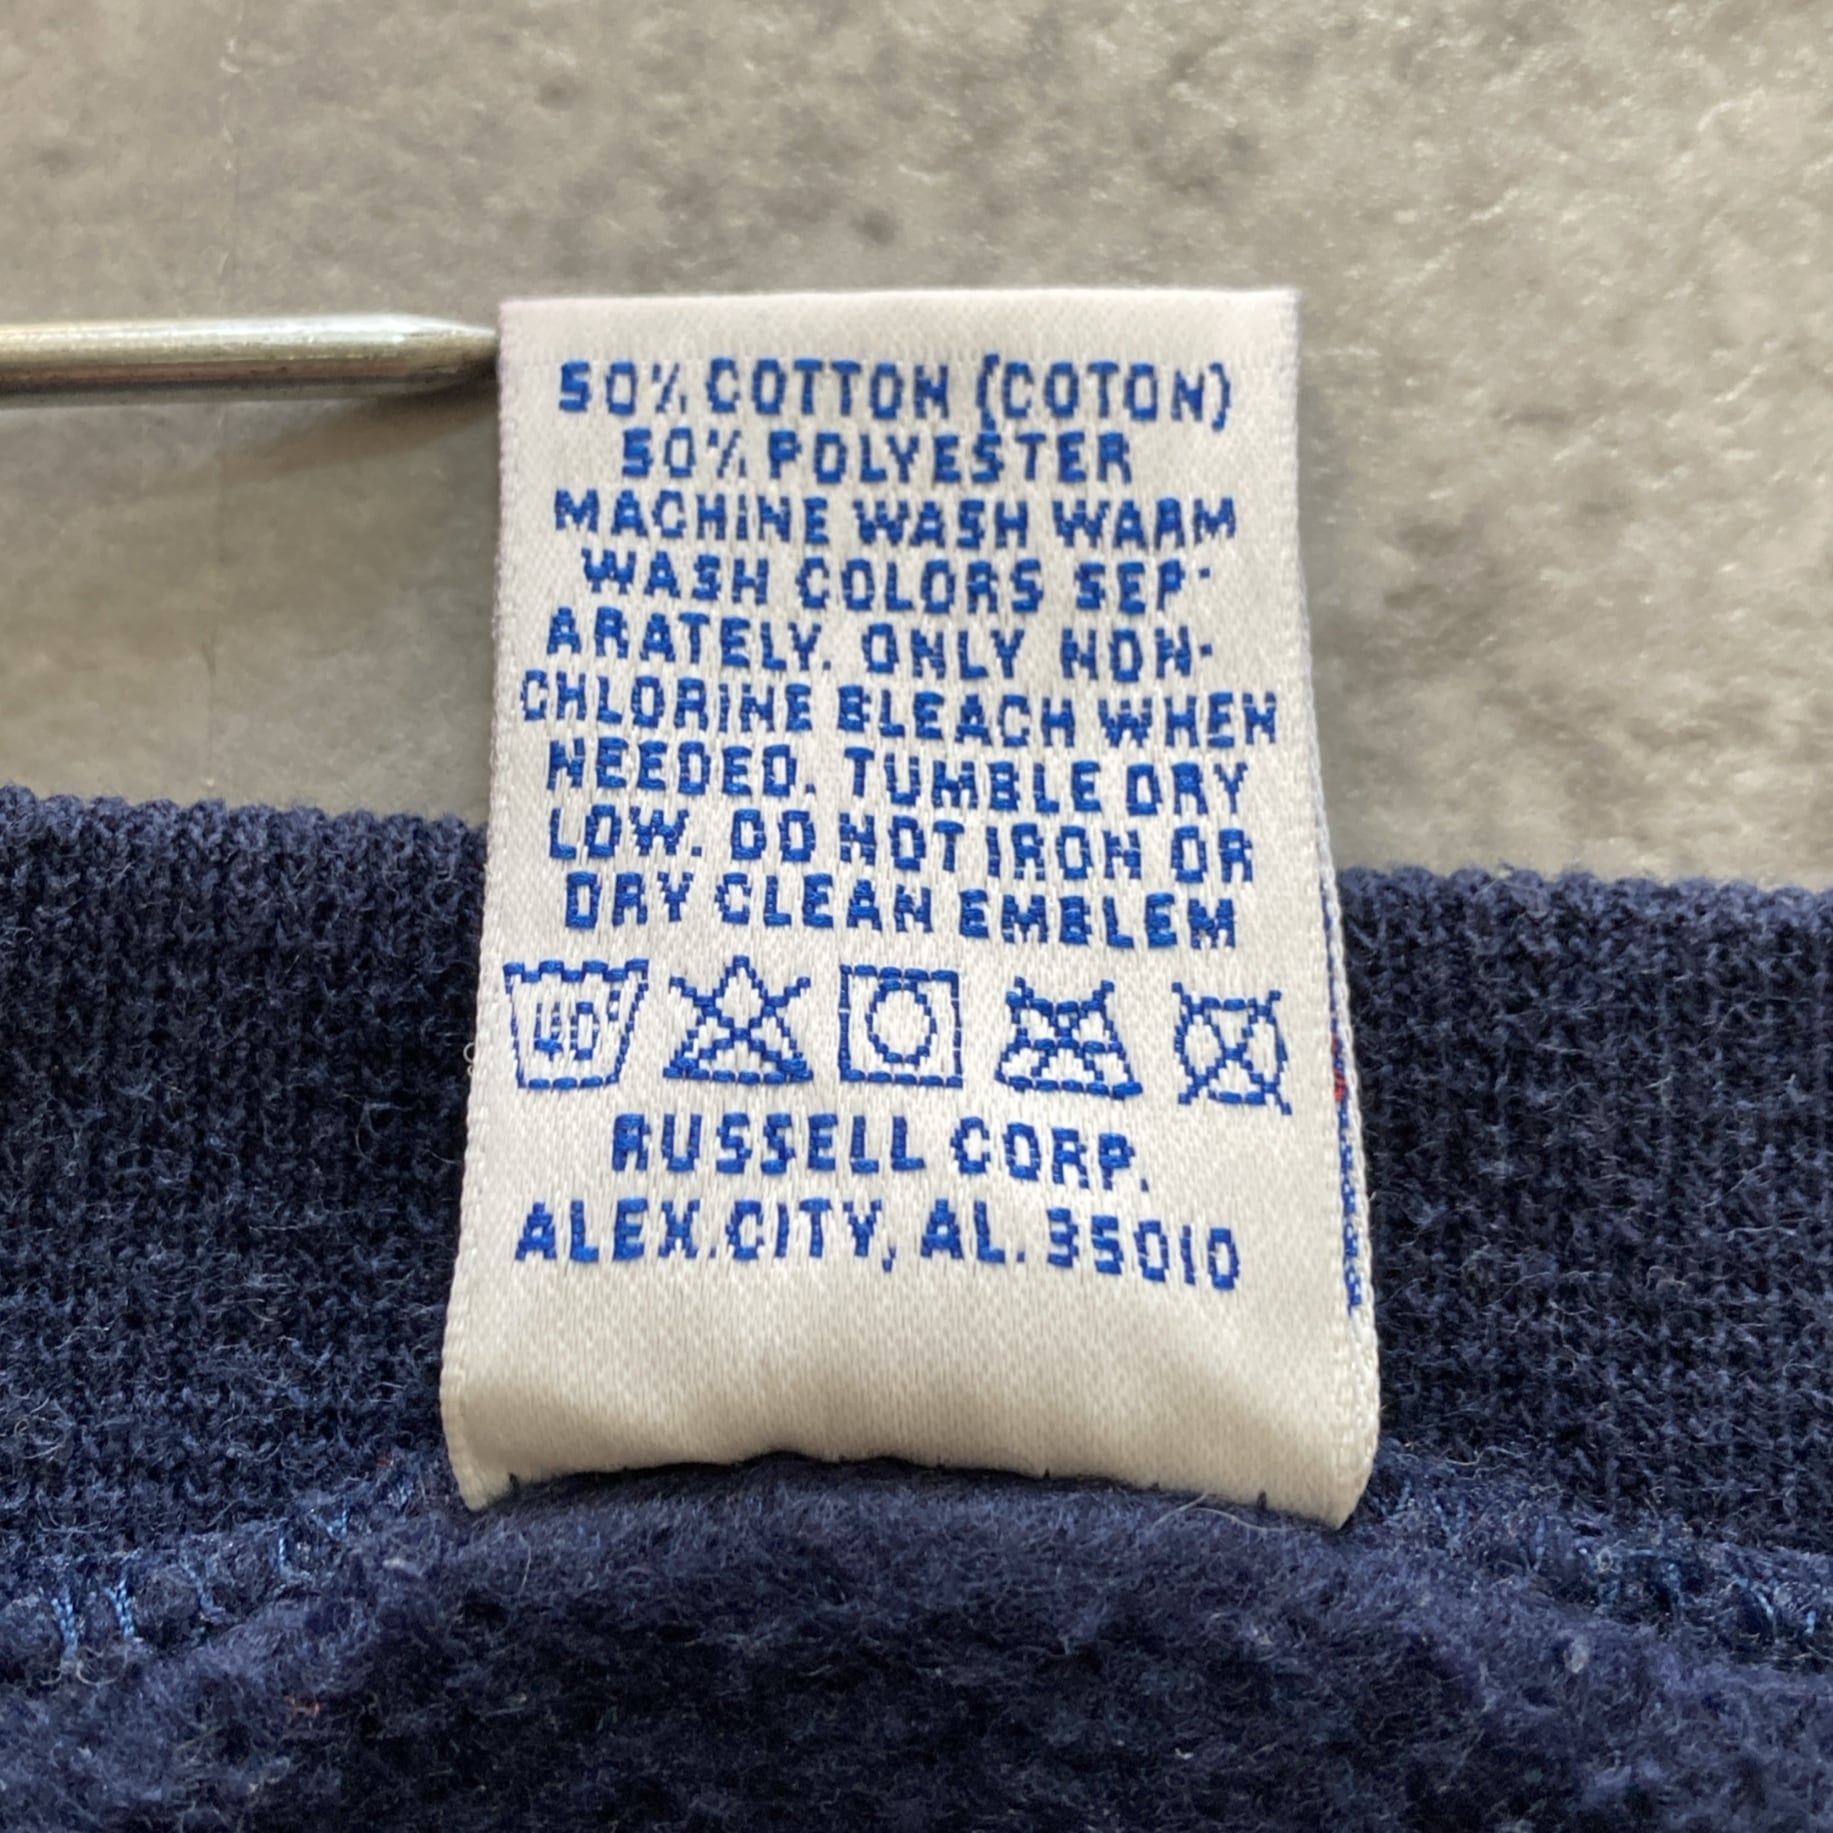 50% COTTON (COTON)
50% POLYESTER
MACHINE WASH WARM
WASH COLORS SEP-
ARATELY. ONLY NON-
CHLORINE BLEACH WHEN
NEEDED. TUMBLE DRY
LOW. DO NOT IRON OR
DRY CLEAN EMBLEM
40°
RUSSELL CORP.
ALEX.CITY, AL. 35010